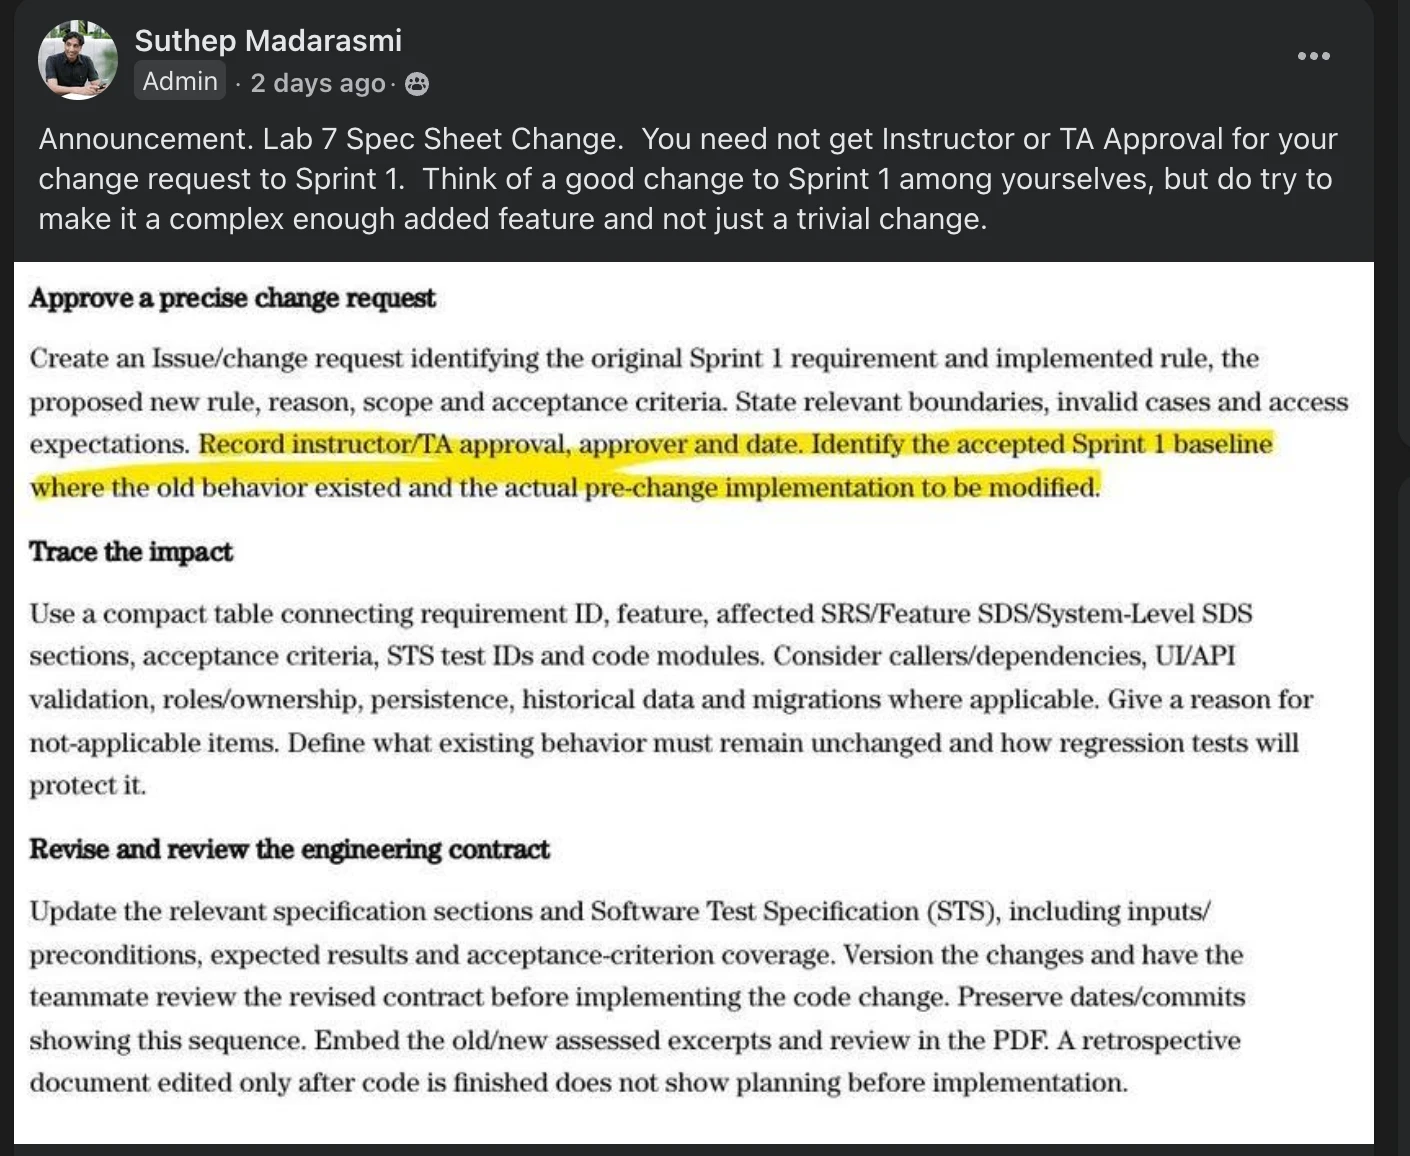 Suthep Madarasmi
Admin · 2 days ago ·
Announcement. Lab 7 Spec Sheet Change.  You need not get Instructor or TA Approval for your
change request to Sprint 1.  Think of a good change to Sprint 1 among yourselves, but do try to
make it a complex enough added feature and not just a trivial change.
Approve a precise change request
Create an Issue/change request identifying the original Sprint 1 requirement and implemented rule, the
proposed new rule, reason, scope and acceptance criteria. State relevant boundaries, invalid cases and access
expectations. Record instructor/TA approval, approver and date. Identify the accepted Sprint 1 baseline
where the old behavior existed and the actual pre-change implementation to be modified.
Trace the impact
Use a compact table connecting requirement ID, feature, affected SRS/Feature SDS/System-Level SDS
sections, acceptance criteria, STS test IDs and code modules. Consider callers/dependencies, UI/API
validation, roles/ownership, persistence, historical data and migrations where applicable. Give a reason for
not-applicable items. Define what existing behavior must remain unchanged and how regression tests will
protect it.
Revise and review the engineering contract
Update the relevant specification sections and Software Test Specification (STS), including inputs/
preconditions, expected results and acceptance-criterion coverage. Version the changes and have the
teammate review the revised contract before implementing the code change. Preserve dates/commits
showing this sequence. Embed the old/new assessed excerpts and review in the PDF. A retrospective
document edited only after code is finished does not show planning before implementation.